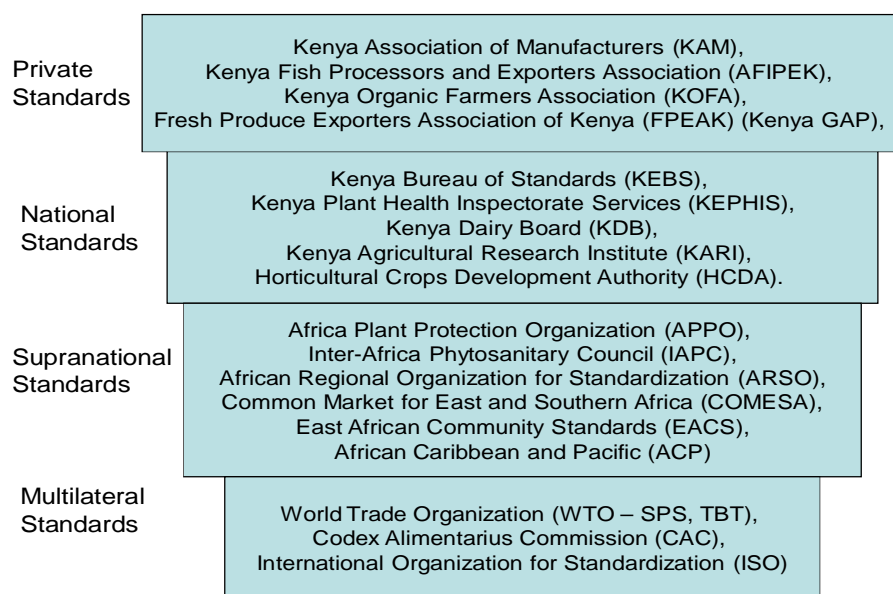 Private
Standards
Kenya Association of Manufacturers (KAM),
Kenya Fish Processors and Exporters Association (AFIPEK),
Kenya Organic Farmers Association (KOFA),
Fresh Produce Exporters Association of Kenya (FPEAK) (Kenya GAP),
National
Standards
Kenya Bureau of Standards (KEBS),
Kenya Plant Health Inspectorate Services (KEPHIS),
Kenya Dairy Board (KDB),
Kenya Agricultural Research Institute (KARI),
Horticultural Crops Development Authority (HCDA).
Supranational
Standards
Africa Plant Protection Organization (APPO),
Inter-Africa Phytosanitary Council (IAPC),
African Regional Organization for Standardization (ARSO),
Common Market for East and Southern Africa (COMESA),
East African Community Standards (EACS),
African Caribbean and Pacific (ACP)
Multilateral
Standards
World Trade Organization (WTO – SPS, TBT),
Codex Alimentarius Commission (CAC),
International Organization for Standardization (ISO)